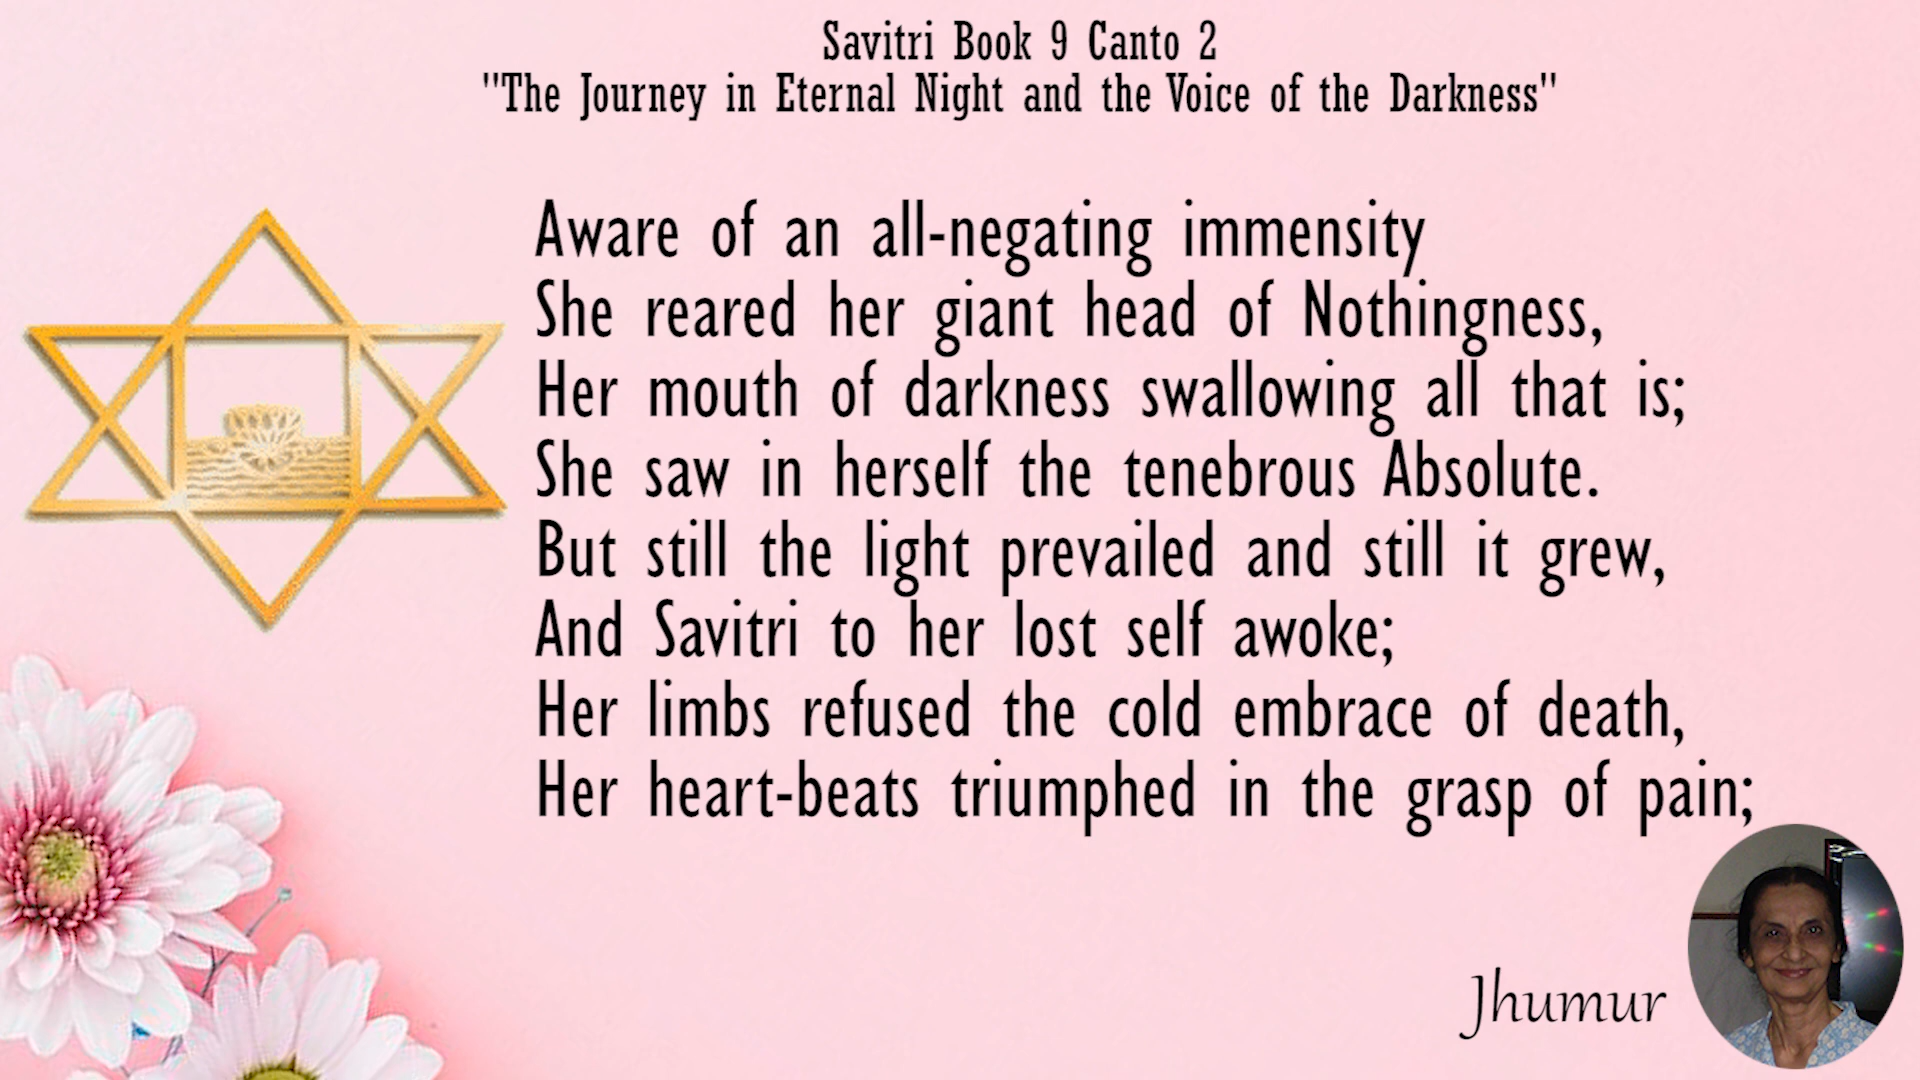 Savitri Book 9 Canto 2
"The Journey in Eternal Night and the Voice of the Darkness"
Aware of an all-negating immensity
She reared her giant head of Nothingness,
Her mouth of darkness swallowing all that is;
She saw in herself the tenebrous Absolute.
But still the light prevailed and still it grew,
And Savitri to her lost self awoke;
Her limbs refused the cold embrace of death,
Her heart-beats triumphed in the grasp of pain;
Jhumur